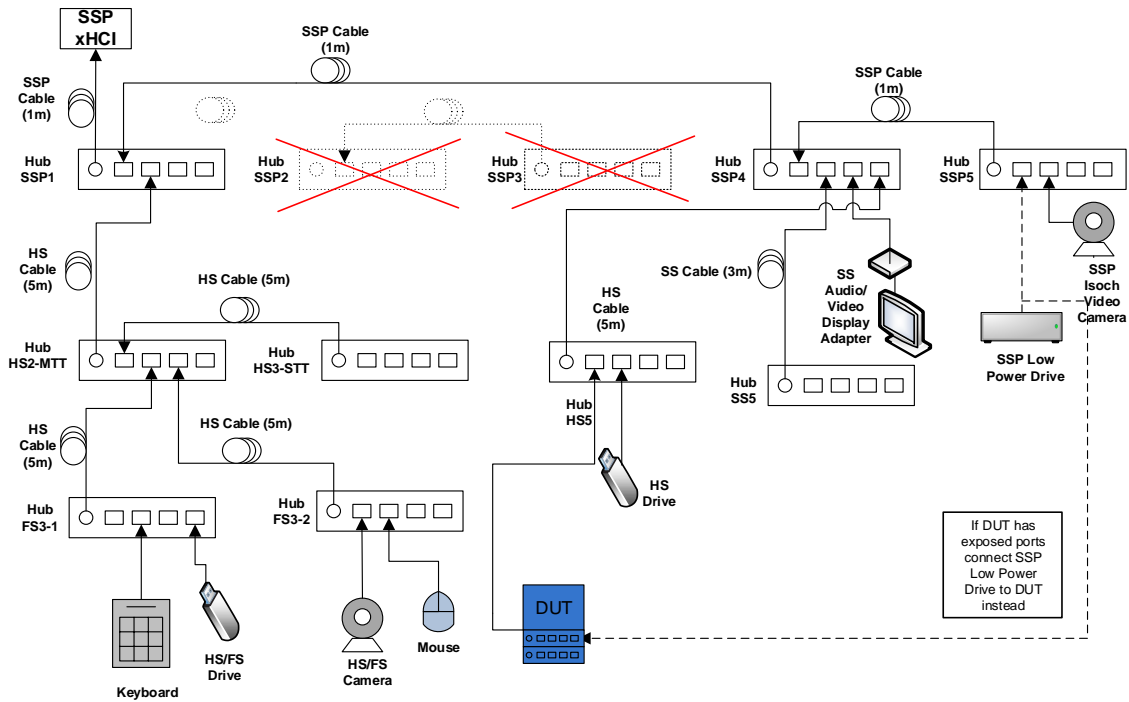 SSP
xHCI
SSP Cable
(1m)
SSP Cable
(1m)
SSP
Cable
(1m)
Hub
SSP1
Hub
SSP2
Hub
SSP3
Hub
SSP4
Hub
SSP5
HS
Cable
(5m)
HS Cable (5m)
SS Cable (3m)
SS
Audio/
Video
Display
Adapter
SSP
Isoch
Video
Camera
HS
Cable
(5m)
Hub
HS2-MTT
Hub
HS3-STT
SSP Low
Power Drive
Hub
SS5
Hub
HS5
HS
Cable
(5m)
HS Cable (5m)
HS
Drive
Hub
FS3-1
Hub
FS3-2
If DUT has
exposed ports
connect SSP
Low Power
Drive to DUT
instead
DUT
Mouse
HS/FS
Drive
HS/FS
Camera
Keyboard